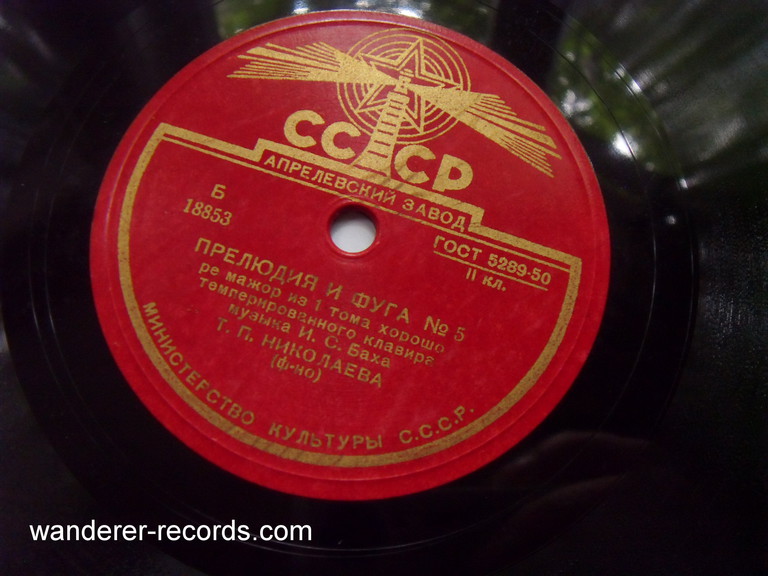 СССР
АПРЕЛЕВСКИЙ ЗАВОД
Б
18853
ГОСТ 5289-50
II кл.
ПРЕЛЮДИЯ И ФУГА № 5
ре мажор из 1 тома хорошо
темперированного клавира
музыка И. С. Баха
Т. П. НИКОЛАЕВА
(ф-но)
МИНИСТЕРСТВО КУЛЬТУРЫ С.С.С.Р.
wanderer-records.com